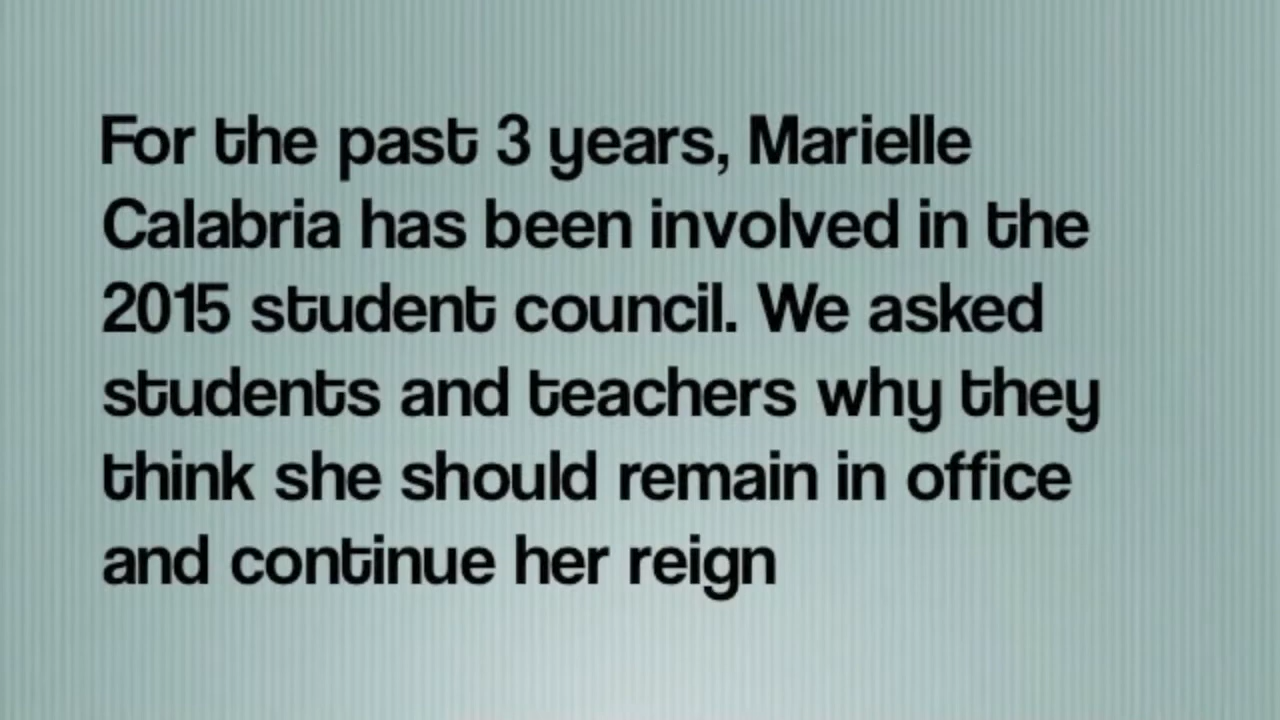 For the past 3 years, Marielle
Calabria has been involved in the
2015 student council. We asked
students and teachers why they
think she should remain in office
and continue her reign